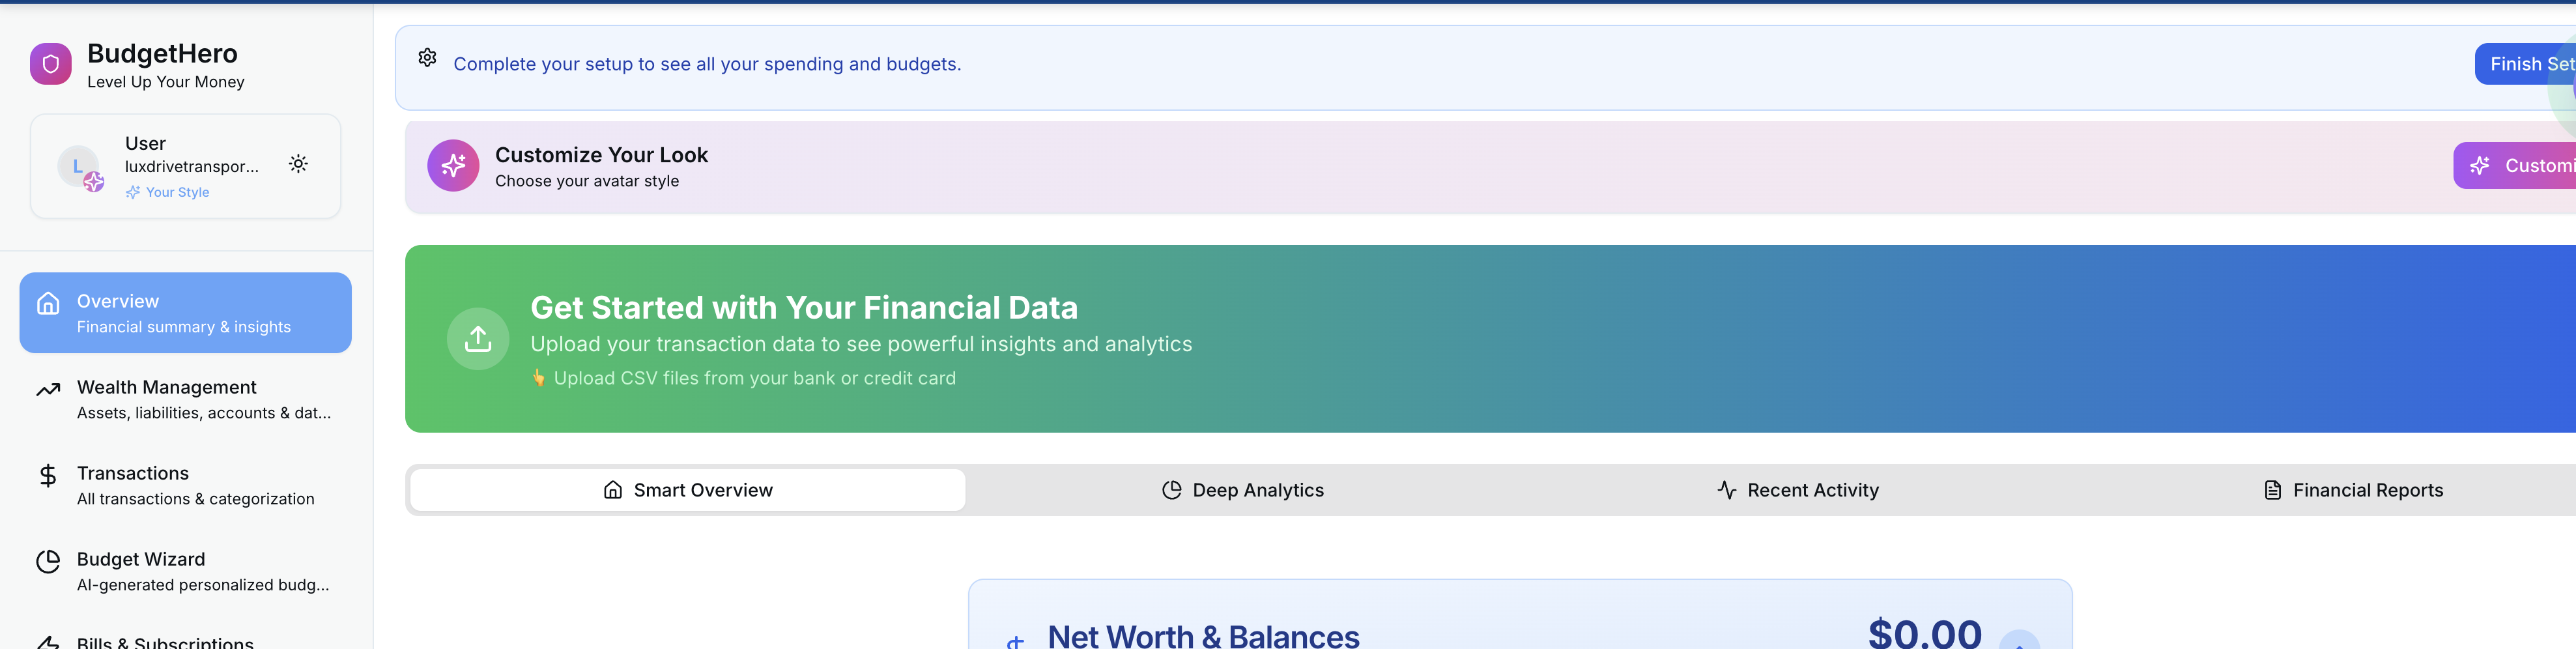 BudgetHero
Level Up Your Money
L
User
luxdrivetranspor...
Your Style
Overview
Financial summary & insights
Wealth Management
Assets, liabilities, accounts & dat...
Transactions
All transactions & categorization
Budget Wizard
AI-generated personalized budg...
Bills & Subscriptions
Complete your setup to see all your spending and budgets.
Finish Set
Customize Your Look
Choose your avatar style
Customi
Get Started with Your Financial Data
Upload your transaction data to see powerful insights and analytics
👆 Upload CSV files from your bank or credit card
Smart Overview
Deep Analytics
Recent Activity
Financial Reports
Net Worth & Balances
$0.00